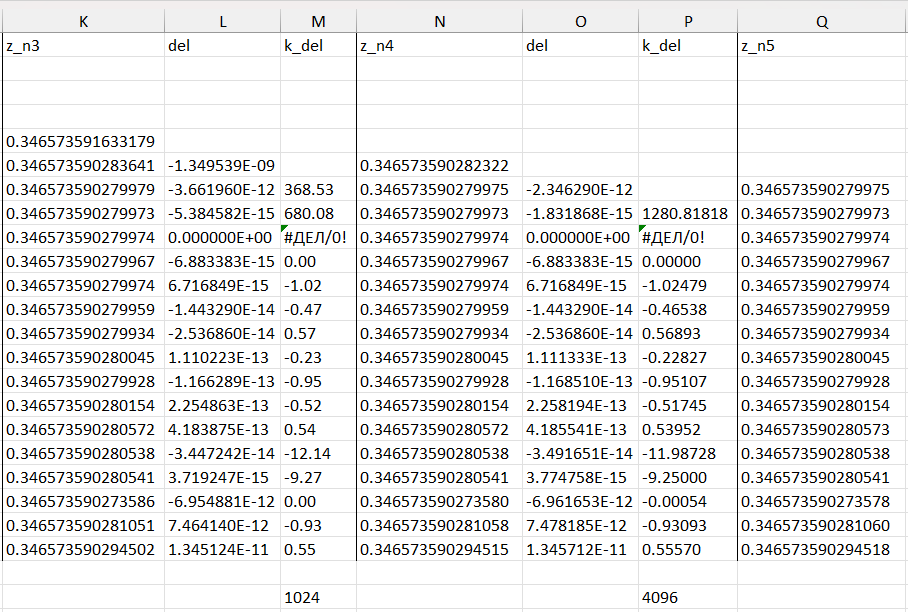 K L M N O P Q
z_n3 del k_del z_n4 del k_del z_n5
0.346573591633179
0.346573590283641 -1.349539E-09 0.346573590282322
0.346573590279979 -3.661960E-12 368.53 0.346573590279975 -2.346290E-12 0.346573590279975
0.346573590279973 -5.384582E-15 680.08 0.346573590279973 -1.831868E-15 1280.81818 0.346573590279973
0.346573590279974 0.000000E+00 #ДЕЛ/0! 0.346573590279974 0.000000E+00 #ДЕЛ/0! 0.346573590279974
0.346573590279967 -6.883383E-15 0.00 0.346573590279967 -6.883383E-15 0.00000 0.346573590279967
0.346573590279974 6.716849E-15 -1.02 0.346573590279974 6.716849E-15 -1.02479 0.346573590279974
0.346573590279959 -1.443290E-14 -0.47 0.346573590279959 -1.443290E-14 -0.46538 0.346573590279959
0.346573590279934 -2.536860E-14 0.57 0.346573590279934 -2.536860E-14 0.56893 0.346573590279934
0.346573590280045 1.110223E-13 -0.23 0.346573590280045 1.111333E-13 -0.22827 0.346573590280045
0.346573590279928 -1.166289E-13 -0.95 0.346573590279928 -1.168510E-13 -0.95107 0.346573590279928
0.346573590280154 2.254863E-13 -0.52 0.346573590280154 2.258194E-13 -0.51745 0.346573590280154
0.346573590280572 4.183875E-13 0.54 0.346573590280572 4.185541E-13 0.53952 0.346573590280573
0.346573590280538 -3.447242E-14 -12.14 0.346573590280538 -3.491651E-14 -11.98728 0.346573590280538
0.346573590280541 3.719247E-15 -9.27 0.346573590280541 3.774758E-15 -9.25000 0.346573590280541
0.346573590273586 -6.954881E-12 0.00 0.346573590273580 -6.961653E-12 -0.00054 0.346573590273578
0.346573590281051 7.464140E-12 -0.93 0.346573590281058 7.478185E-12 -0.93093 0.346573590281060
0.346573590294502 1.345124E-11 0.55 0.346573590294515 1.345712E-11 0.55570 0.346573590294518
1024 4096